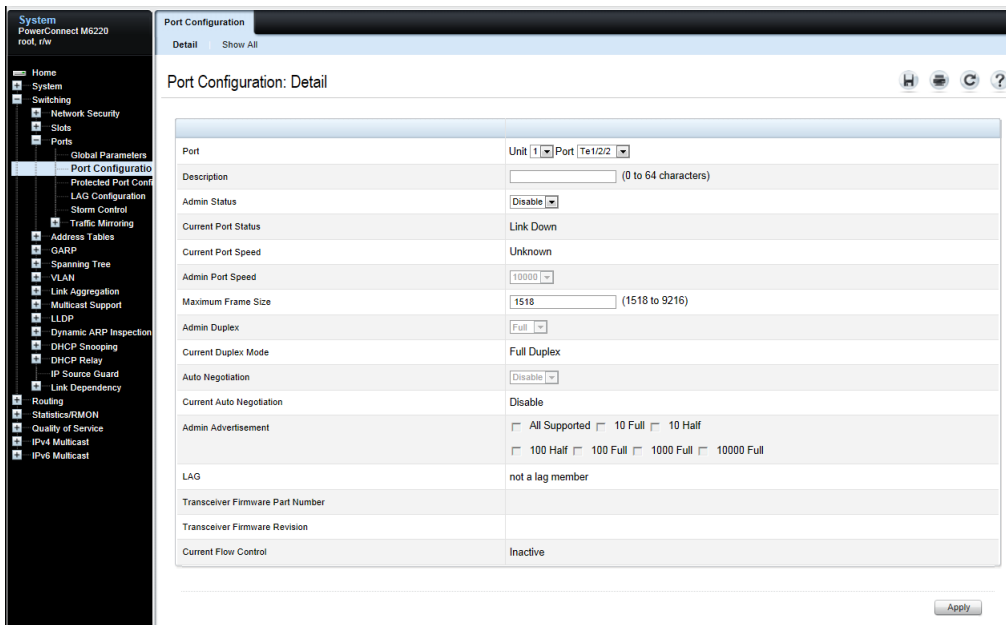 System
PowerConnect M6220
root, r/w
Home
System
Switching
Network Security
Slots
Ports
Global Parameters
Port Configuratio
Protected Port Confi
LAG Configuration
Storm Control
Traffic Mirroring
Address Tables
GARP
Spanning Tree
VLAN
Link Aggregation
Multicast Support
LLDP
Dynamic ARP Inspection
DHCP Snooping
DHCP Relay
IP Source Guard
Link Dependency
Routing
Statistics/RMON
Quality of Service
IPv4 Multicast
IPv6 Multicast
Port Configuration
Detail Show All
Port Configuration: Detail
?
Port Unit 1 Port Te1/2/2
Description (0 to 64 characters)
Admin Status Disable
Current Port Status Link Down
Current Port Speed Unknown
Admin Port Speed 10000
Maximum Frame Size 1518 (1518 to 9216)
Admin Duplex Full
Current Duplex Mode Full Duplex
Auto Negotiation Disable
Current Auto Negotiation Disable
Admin Advertisement All Supported 10 Full 10 Half
100 Half 100 Full 1000 Full 10000 Full
LAG not a lag member
Transceiver Firmware Part Number
Transceiver Firmware Revision
Current Flow Control Inactive
Apply